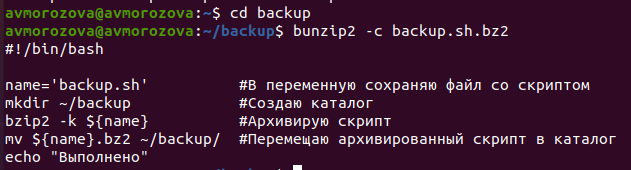 avmorozova@avmorozova:~$ cd backup
avmorozova@avmorozova:~/backup$ bunzip2 -c backup.sh.bz2
#!/bin/bash
name='backup.sh' #В переменную сохраняю файл со скриптом
mkdir ~/backup #Создаю каталог
bzip2 -k ${name} #Архивирую скрипт
mv ${name}.bz2 ~/backup/ #Перемещаю архивированный скрипт в каталог
echo "Выполнено"